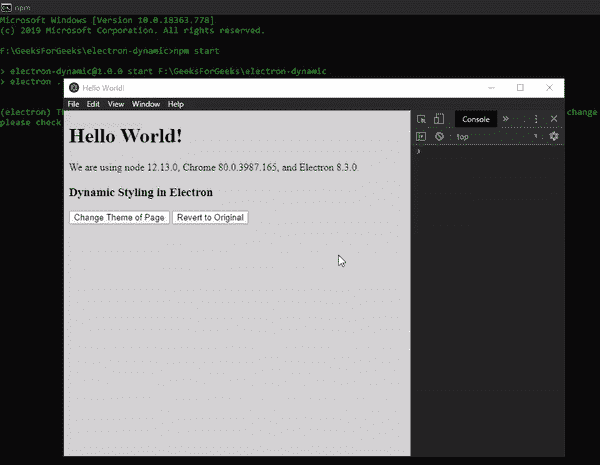 npm
Microsoft Windows [Version 10.0.18363.778]
(c) 2019 Microsoft Corporation. All rights reserved.
F:\GeeksForGeeks\electron-dynamic>npm start
> electron-dynamic@1.0.0 start F:\GeeksForGeeks\electron-dynamic
> electron .
(electron) Th
change
please check
Hello World!
File Edit View Window Help
Console
top
Hello World!
We are using node 12.13.0, Chrome 80.0.3987.165, and Electron 8.3.0.
Dynamic Styling in Electron
Change Theme of Page Revert to Original